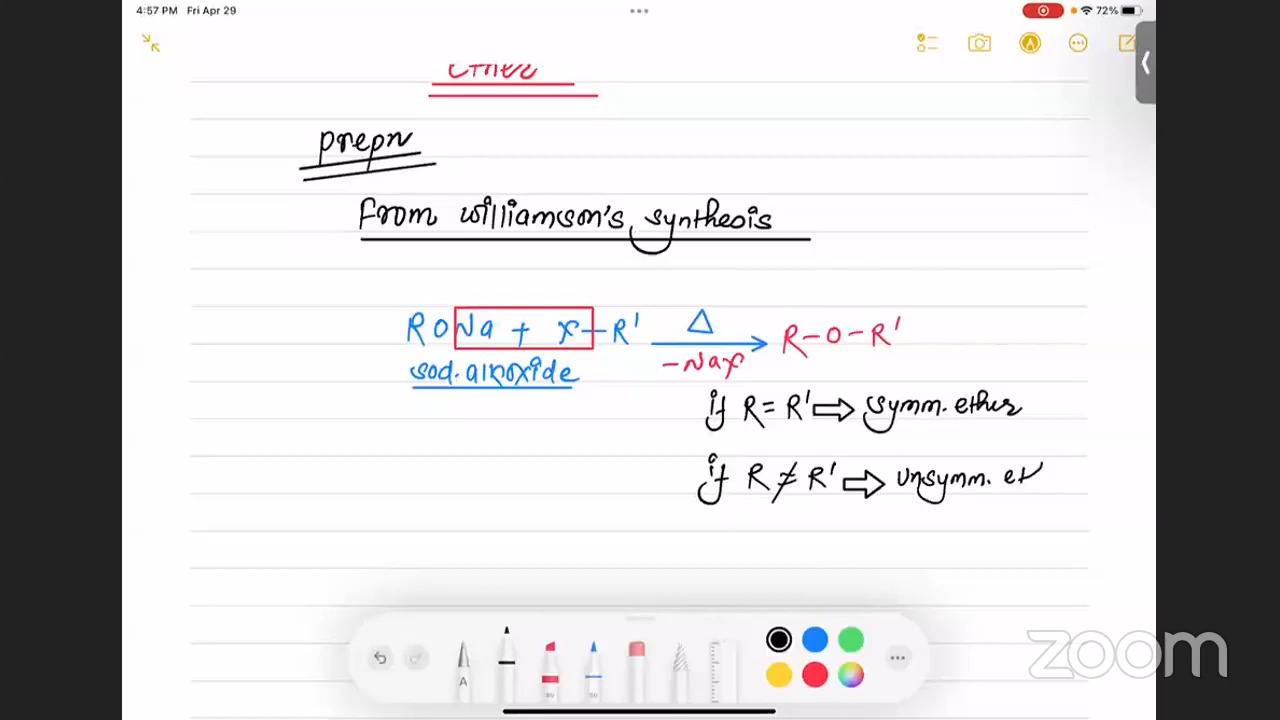 4:57 PM Fri Apr 29
72%
Ether
prepn
From williamson's synthesis
RONa + X-R' Δ R-O-R'
-NaX
sod. alkoxide
if R = R' ⇒ symm. ether
if R ≠ R' ⇒ unsymm. et
A
zoom